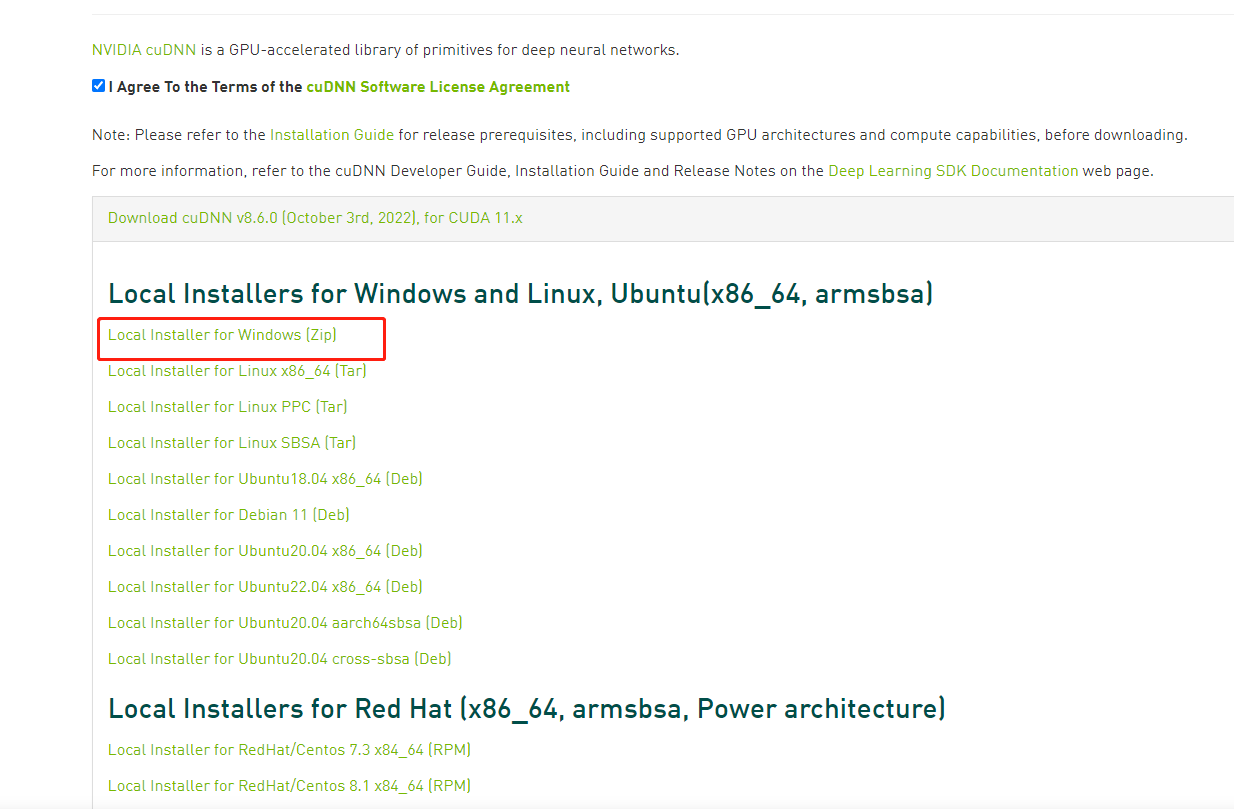 NVIDIA cuDNN is a GPU-accelerated library of primitives for deep neural networks.
I Agree To the Terms of the cuDNN Software License Agreement
Note: Please refer to the Installation Guide for release prerequisites, including supported GPU architectures and compute capabilities, before downloading.
For more information, refer to the cuDNN Developer Guide, Installation Guide and Release Notes on the Deep Learning SDK Documentation web page.
Download cuDNN v8.6.0 (October 3rd, 2022), for CUDA 11.x
Local Installers for Windows and Linux, Ubuntu(x86_64, armsbsa)
Local Installer for Windows (Zip)
Local Installer for Linux x86_64 (Tar)
Local Installer for Linux PPC (Tar)
Local Installer for Linux SBSA (Tar)
Local Installer for Ubuntu18.04 x86_64 (Deb)
Local Installer for Debian 11 (Deb)
Local Installer for Ubuntu20.04 x86_64 (Deb)
Local Installer for Ubuntu22.04 x86_64 (Deb)
Local Installer for Ubuntu20.04 aarch64sbsa (Deb)
Local Installer for Ubuntu20.04 cross-sbsa (Deb)
Local Installers for Red Hat (x86_64, armsbsa, Power architecture)
Local Installer for RedHat/Centos 7.3 x84_64 (RPM)
Local Installer for RedHat/Centos 8.1 x84_64 (RPM)